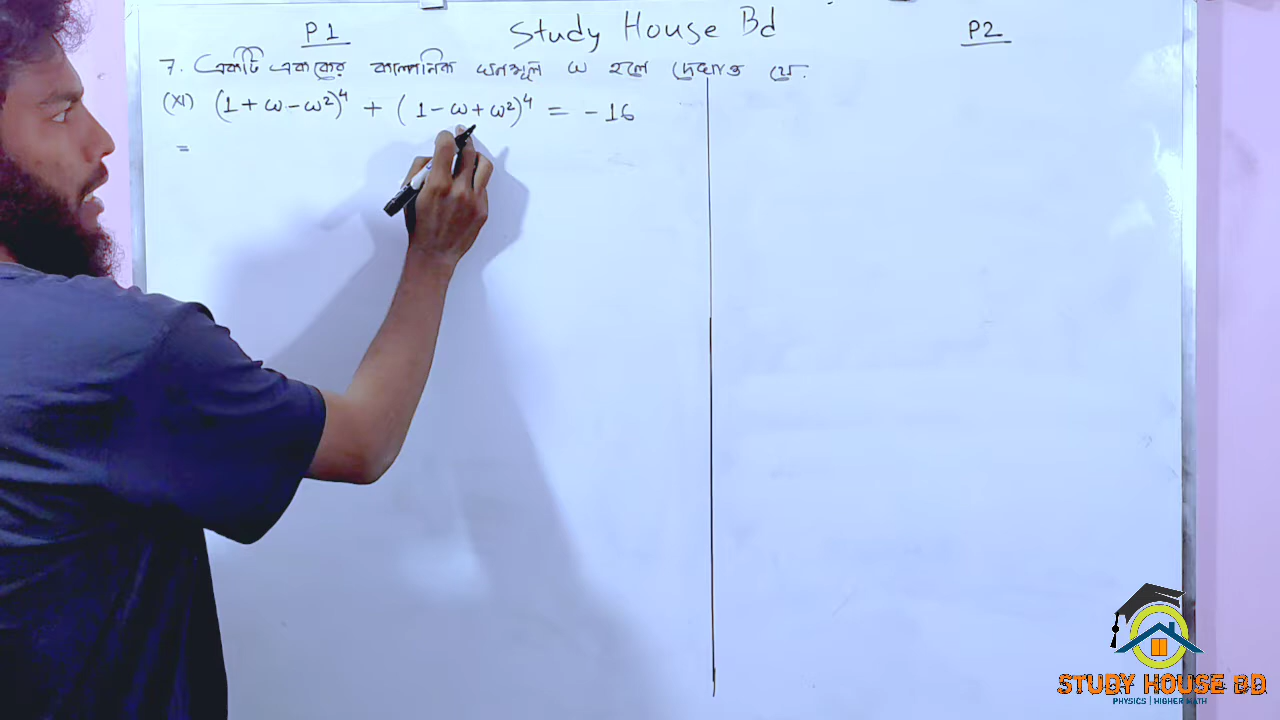 P1
Study House Bd
P2
7. একটি এককের কাল্পনিক ঘনমূল ω হলে দেখাও যে.
(XI) (1 + ω - ω²)⁴ + (1 - ω + ω²)⁴ = -16
=
STUDY HOUSE BD
PHYSICS | HIGHER MATH